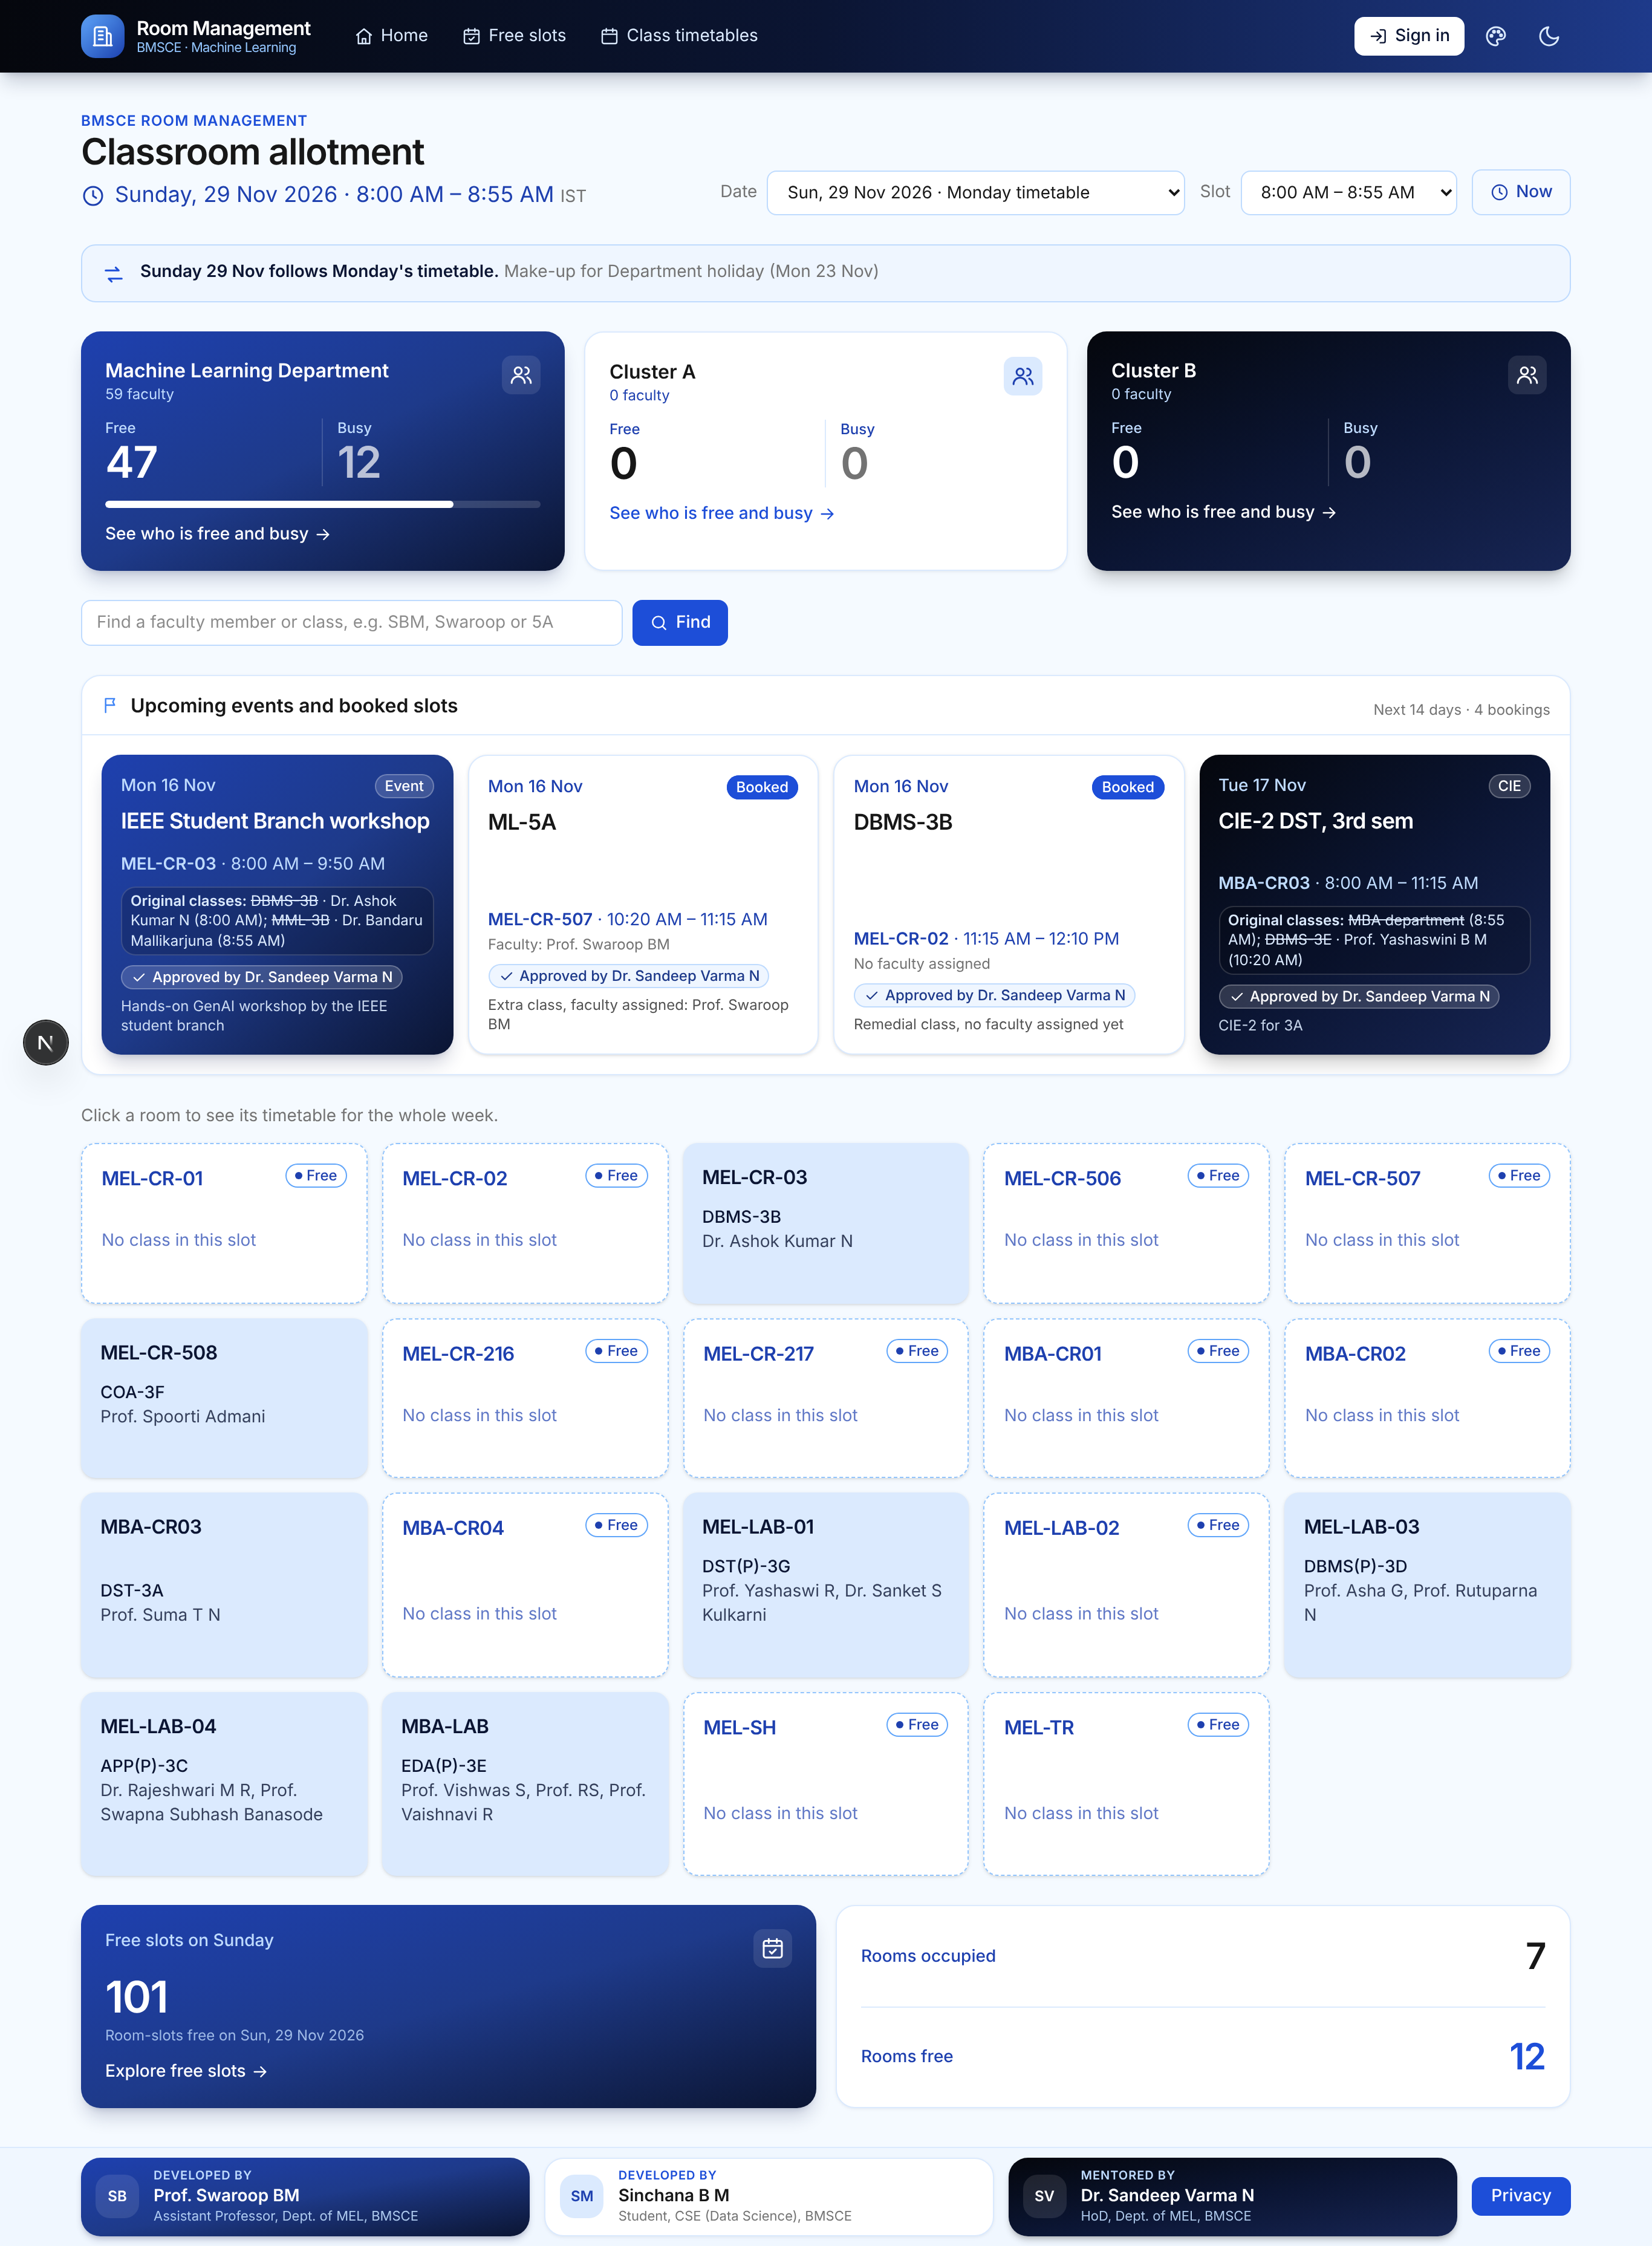 Room Management
BMSCE · Machine Learning
Home
Free slots
Class timetables
Sign in
BMSCE ROOM MANAGEMENT
Classroom allotment
Sunday, 29 Nov 2026 · 8:00 AM – 8:55 AM IST
Date
Sun, 29 Nov 2026 · Monday timetable
Slot
8:00 AM – 8:55 AM
Now
Sunday 29 Nov follows Monday's timetable. Make-up for Department holiday (Mon 23 Nov)
Machine Learning Department
59 faculty
Free
47
Busy
12
See who is free and busy →
Cluster A
0 faculty
Free
0
Busy
0
See who is free and busy →
Cluster B
0 faculty
Free
0
Busy
0
See who is free and busy →
Find a faculty member or class, e.g. SBM, Swaroop or 5A
Find
Upcoming events and booked slots
Next 14 days · 4 bookings
Mon 16 Nov
Event
IEEE Student Branch workshop
MEL-CR-03 · 8:00 AM – 9:50 AM
Original classes: DBMS-3B · Dr. Ashok
Kumar N (8:00 AM); MML-3B · Dr. Bandaru
Mallikarjuna (8:55 AM)
Approved by Dr. Sandeep Varma N
Hands-on GenAI workshop by the IEEE
student branch
Mon 16 Nov
Booked
ML-5A
MEL-CR-507 · 10:20 AM – 11:15 AM
Faculty: Prof. Swaroop BM
Approved by Dr. Sandeep Varma N
Extra class, faculty assigned: Prof. Swaroop
BM
Mon 16 Nov
Booked
DBMS-3B
MEL-CR-02 · 11:15 AM – 12:10 PM
No faculty assigned
Approved by Dr. Sandeep Varma N
Remedial class, no faculty assigned yet
Tue 17 Nov
CIE
CIE-2 DST, 3rd sem
MBA-CR03 · 8:00 AM – 11:15 AM
Original classes: MBA department (8:55
AM); DBMS-3E · Prof. Yashaswini B M
(10:20 AM)
Approved by Dr. Sandeep Varma N
CIE-2 for 3A
N
Click a room to see its timetable for the whole week.
MEL-CR-01
Free
No class in this slot
MEL-CR-02
Free
No class in this slot
MEL-CR-03
DBMS-3B
Dr. Ashok Kumar N
MEL-CR-506
Free
No class in this slot
MEL-CR-507
Free
No class in this slot
MEL-CR-508
COA-3F
Prof. Spoorti Admani
MEL-CR-216
Free
No class in this slot
MEL-CR-217
Free
No class in this slot
MBA-CR01
Free
No class in this slot
MBA-CR02
Free
No class in this slot
MBA-CR03
DST-3A
Prof. Suma T N
MBA-CR04
Free
No class in this slot
MEL-LAB-01
DST(P)-3G
Prof. Yashaswi R, Dr. Sanket S
Kulkarni
MEL-LAB-02
Free
No class in this slot
MEL-LAB-03
DBMS(P)-3D
Prof. Asha G, Prof. Rutuparna
N
MEL-LAB-04
APP(P)-3C
Dr. Rajeshwari M R, Prof.
Swapna Subhash Banasode
MBA-LAB
EDA(P)-3E
Prof. Vishwas S, Prof. RS, Prof.
Vaishnavi R
MEL-SH
Free
No class in this slot
MEL-TR
Free
No class in this slot
Free slots on Sunday
101
Room-slots free on Sun, 29 Nov 2026
Explore free slots →
Rooms occupied
7
Rooms free
12
SB
DEVELOPED BY
Prof. Swaroop BM
Assistant Professor, Dept. of MEL, BMSCE
SM
DEVELOPED BY
Sinchana B M
Student, CSE (Data Science), BMSCE
SV
MENTORED BY
Dr. Sandeep Varma N
HoD, Dept. of MEL, BMSCE
Privacy